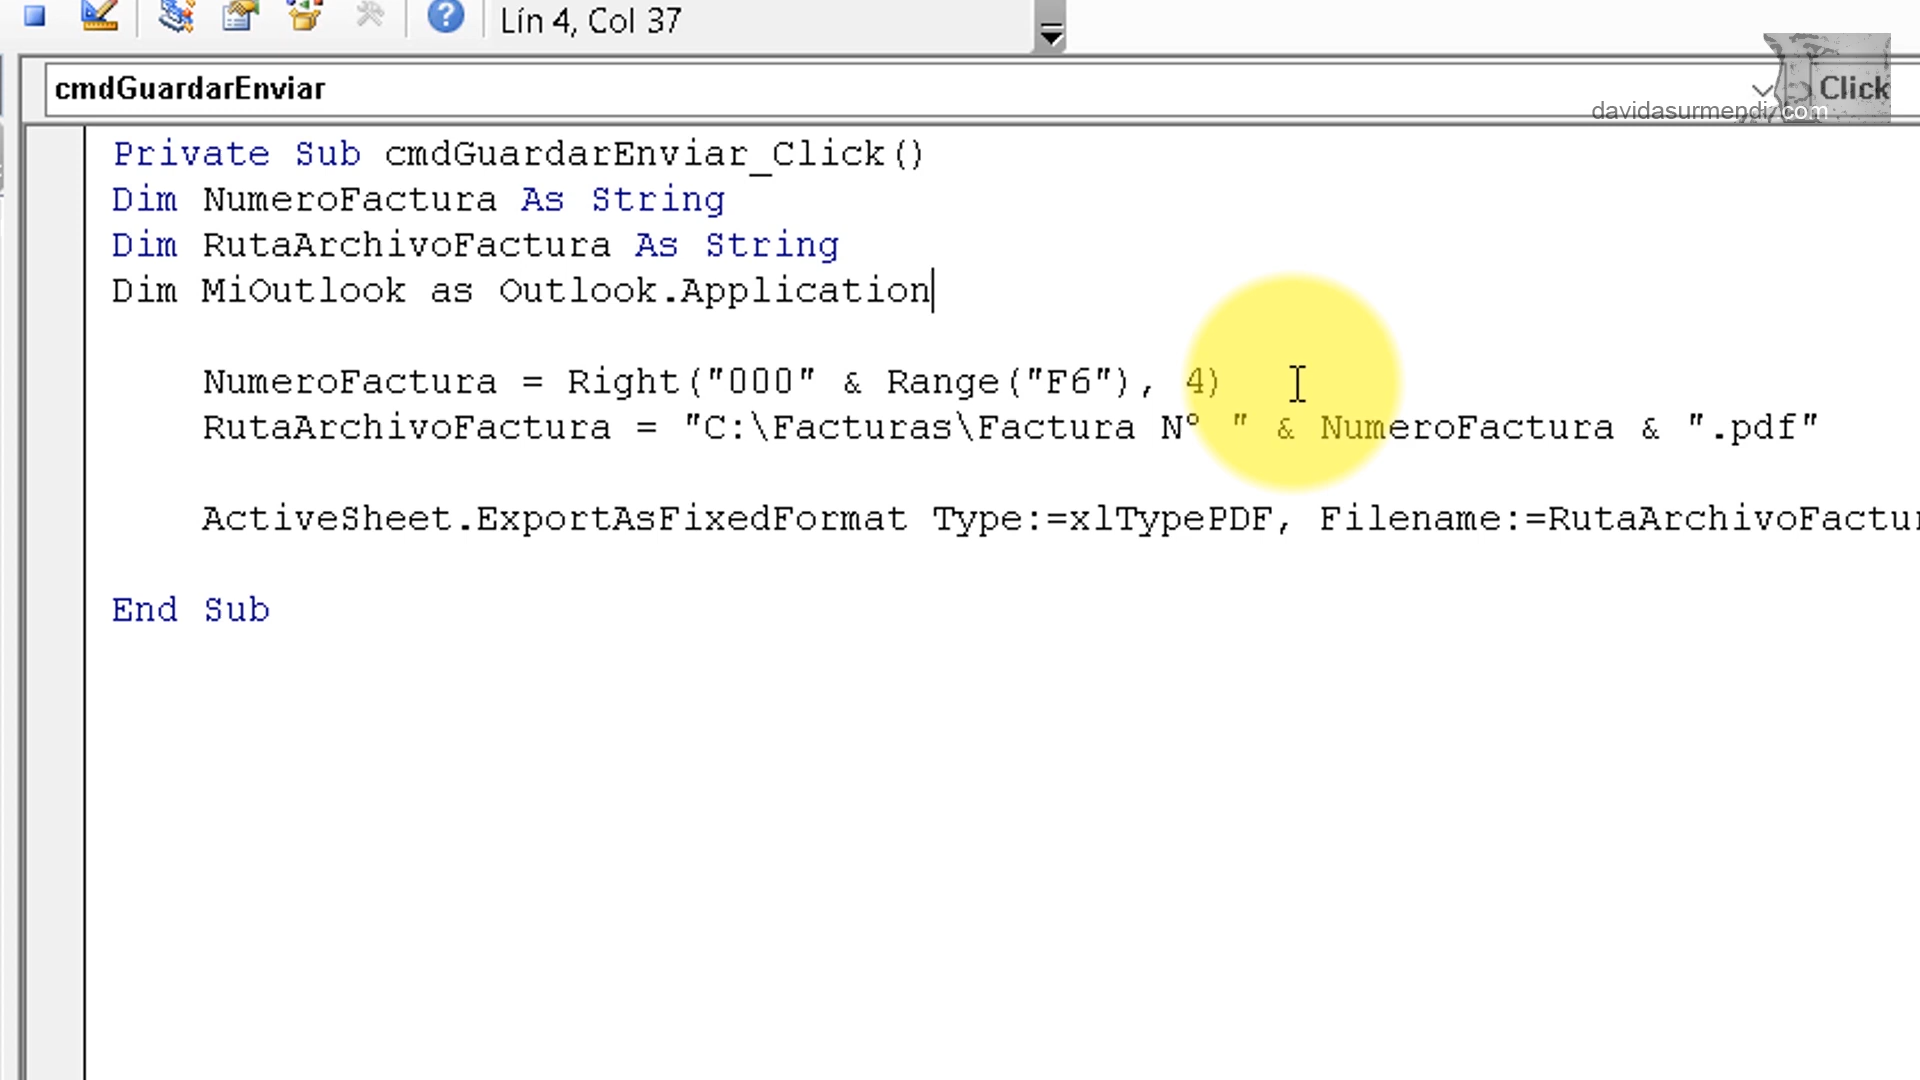 Lín 4, Col 37
cmdGuardarEnviar
Click
davidasurmendi.com
Private Sub cmdGuardarEnviar_Click()
Dim NumeroFactura As String
Dim RutaArchivoFactura As String
Dim MiOutlook as Outlook.Application
NumeroFactura = Right("000" & Range("F6"), 4)
RutaArchivoFactura = "C:\Facturas\Factura Nº " & NumeroFactura & ".pdf"
ActiveSheet.ExportAsFixedFormat Type:=xlTypePDF, Filename:=RutaArchivoFactur
End Sub